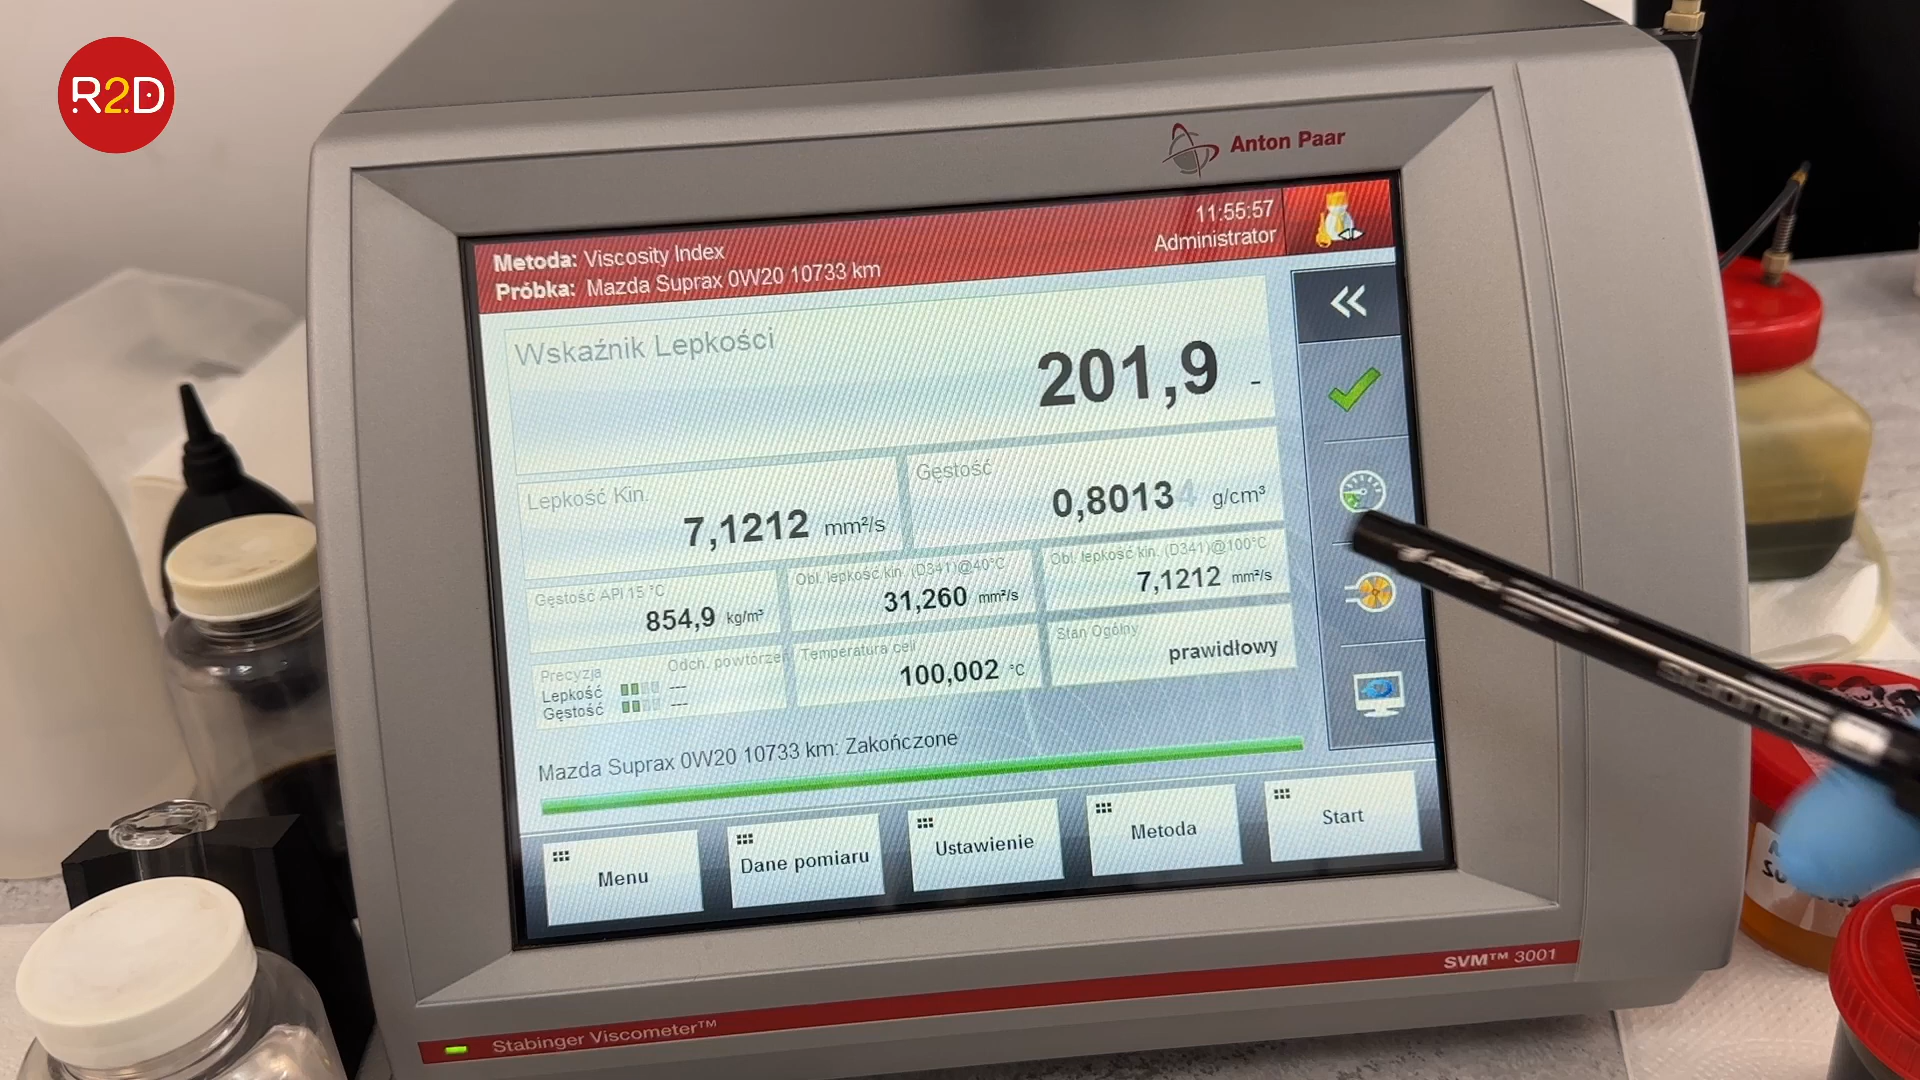 R2D
Anton Paar
11:55:57
Administrator
Metoda: Viscosity Index
Próbka: Mazda Suprax 0W20 10733 km
Wskaźnik Lepkości
201,9 -
Lepkość Kin.
7,1212 mm²/s
Gęstość
0,80134 g/cm³
Gęstość API 15 °C
854,9 kg/m³
Obl. lepkość kin. (D341)@40°C
31,260 mm²/s
Obl. lepkość kin. (D341)@100°C
7,1212 mm²/s
Precyzja Odch. powtórzeń
Lepkość ---
Gęstość ---
Temperatura celi
100,002 °C
Stan Ogólny
prawidłowy
Mazda Suprax 0W20 10733 km: Zakończone
Menu
Dane pomiaru
Ustawienie
Metoda
Start
SVM™ 3001
Stabinger Viscometer™